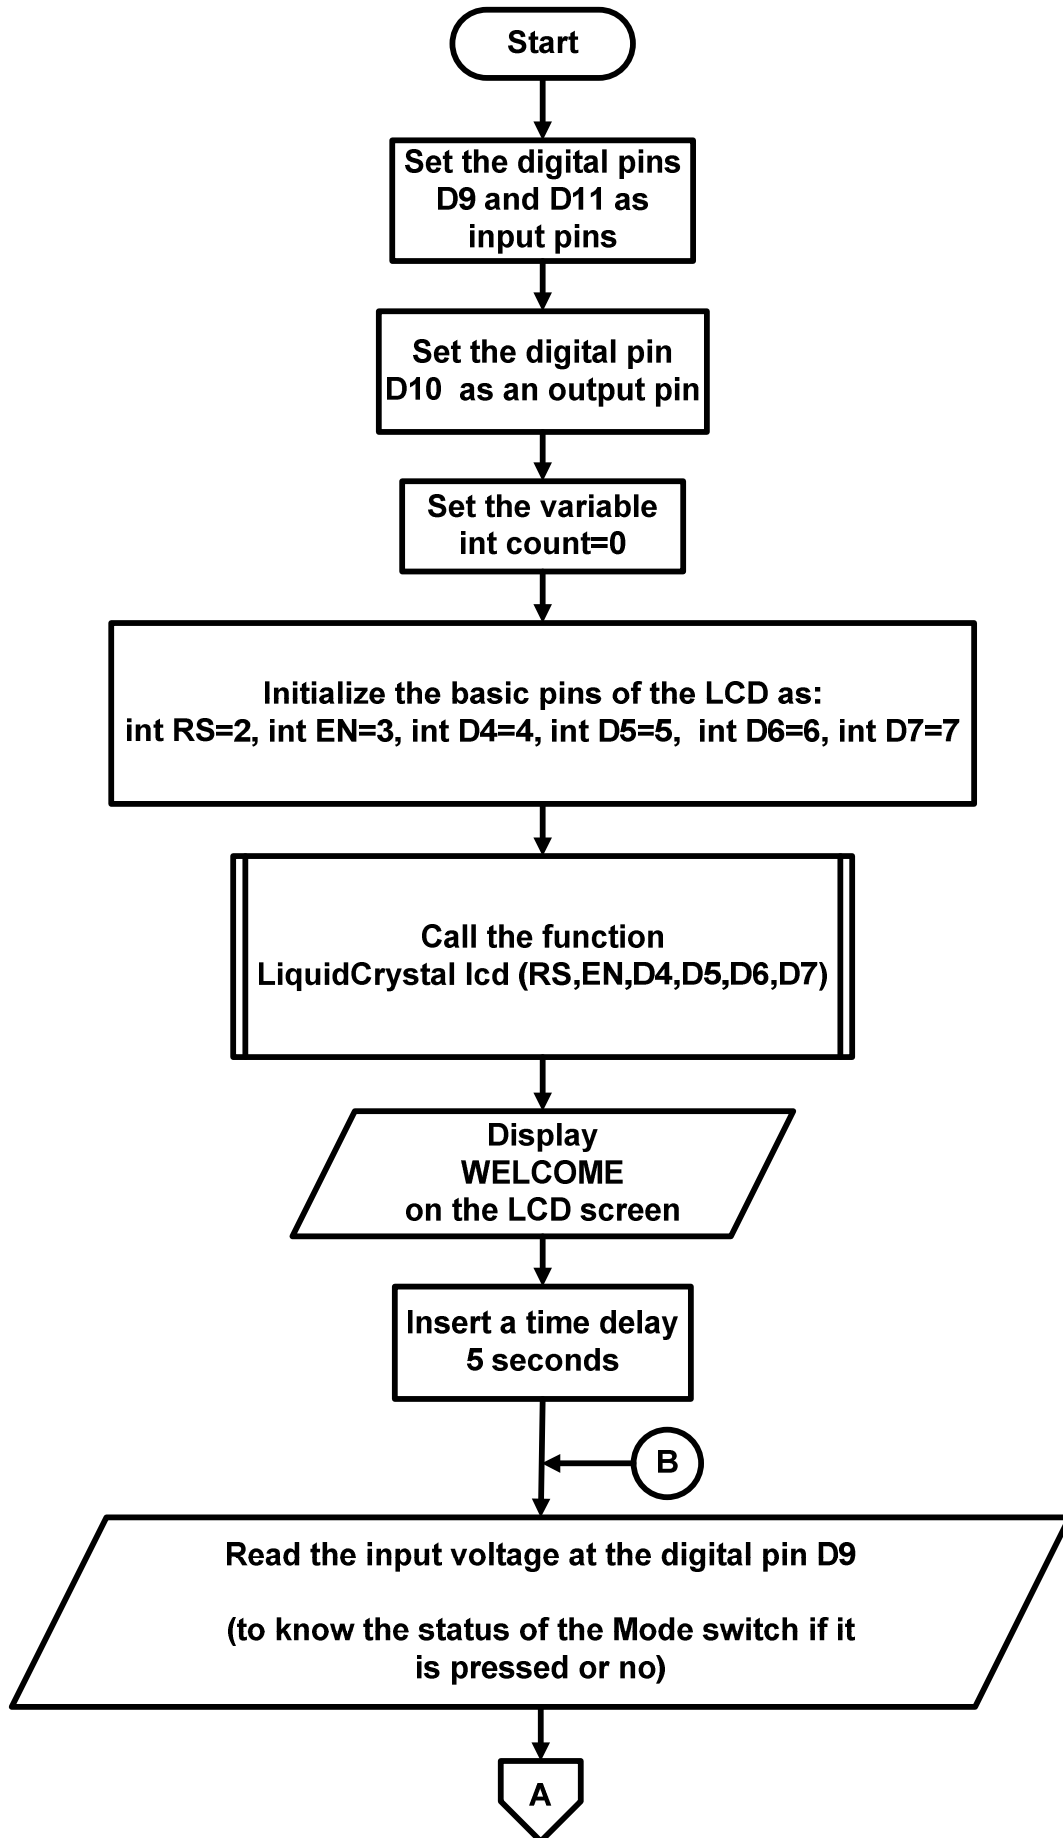 Start
Set the digital pins
D9 and D11 as
input pins
Set the digital pin
D10  as an output pin
Set the variable
int count=0
Initialize the basic pins of the LCD as:
int RS=2, int EN=3, int D4=4, int D5=5,  int D6=6, int D7=7
Call the function
LiquidCrystal lcd (RS,EN,D4,D5,D6,D7)
Display
WELCOME
on the LCD screen
Insert a time delay
5 seconds
B
Read the input voltage at the digital pin D9
(to know the status of the Mode switch if it
is pressed or no)
A